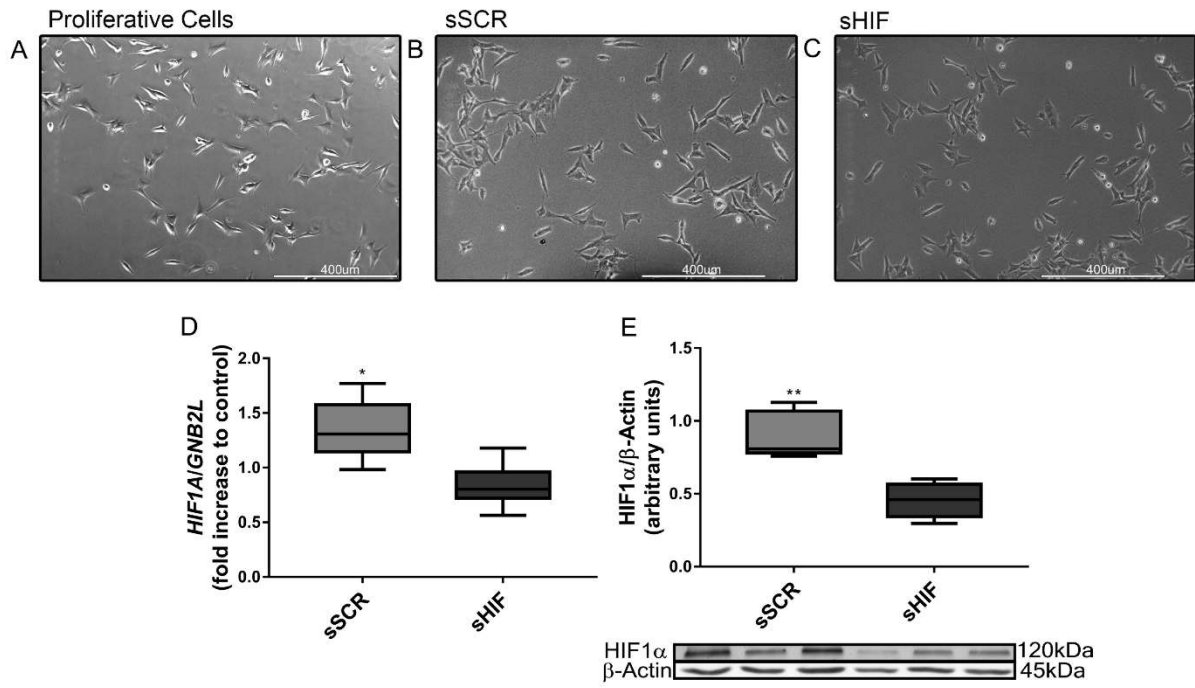 Proliferative Cells
sSCR
sHIF
A
B
C
400um
400um
400um
D
HIF1A/GNB2L
(fold increase to control)
2.0
1.5
1.0
0.5
0.0
*
sSCR
sHIF
E
HIF1α/β-Actin
(arbitrary units)
1.5
1.0
0.5
0.0
**
sSCR
sHIF
HIF1α
120kDa
β-Actin
45kDa